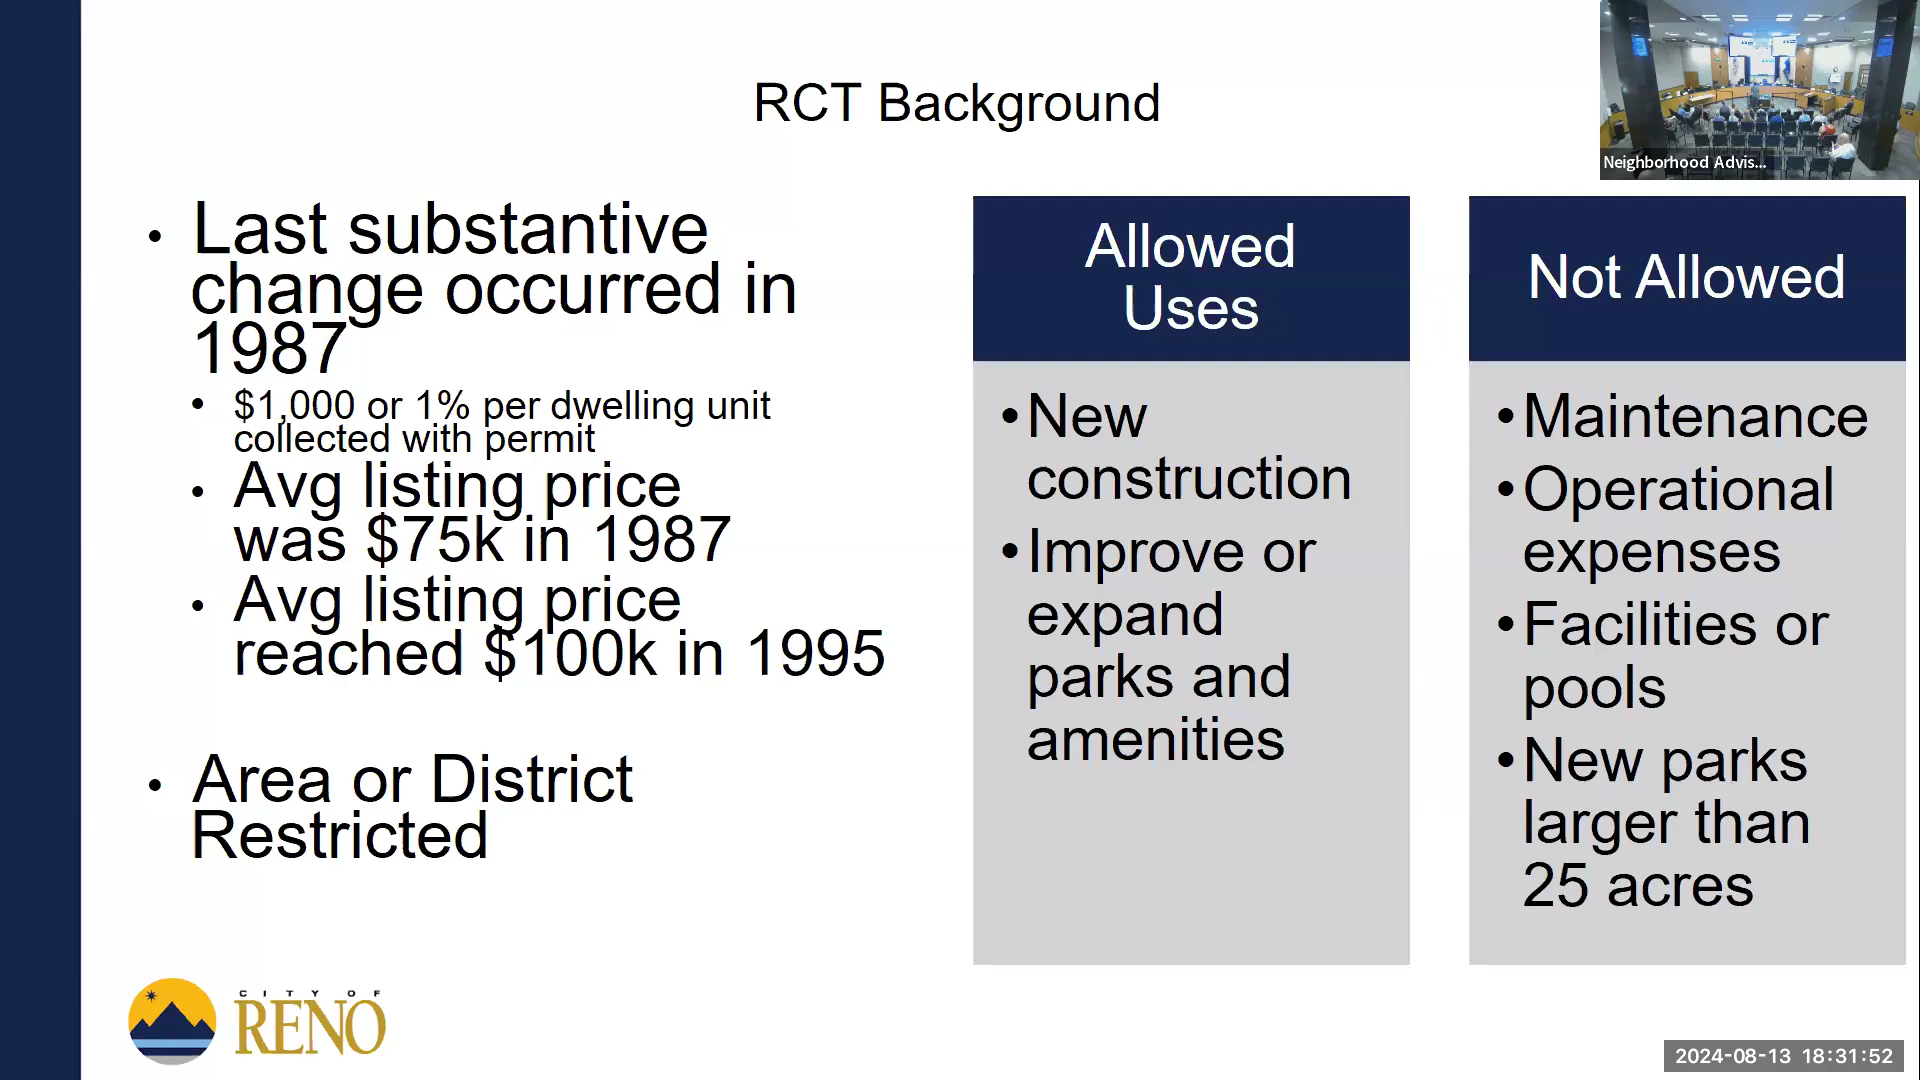 RCT Background
Neighborhood Advis...
• Last substantive
change occurred in
1987
• $1,000 or 1% per dwelling unit
collected with permit
• Avg listing price
was $75k in 1987
• Avg listing price
reached $100k in 1995
• Area or District
Restricted
Allowed
Uses
•New
construction
•Improve or
expand
parks and
amenities
Not Allowed
•Maintenance
•Operational
expenses
•Facilities or
pools
•New parks
larger than
25 acres
CITY OF
RENO
2024-08-13 18:31:52